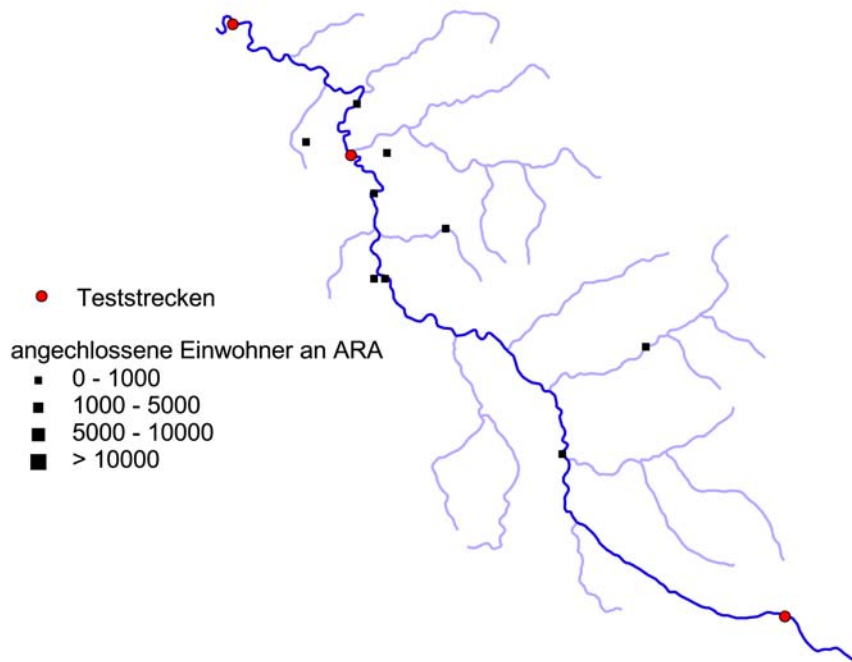 Teststrecken
angechlossene Einwohner an ARA
0 - 1000
1000 - 5000
5000 - 10000
> 10000